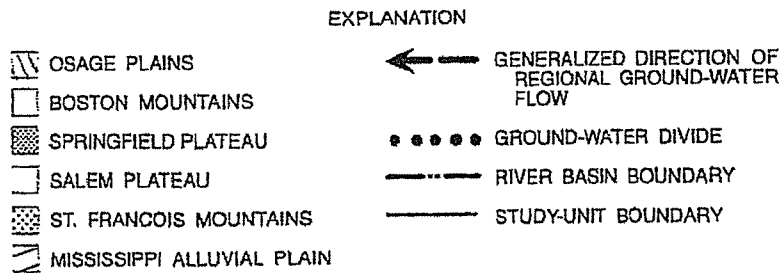 EXPLANATION
OSAGE PLAINS
BOSTON MOUNTAINS
SPRINGFIELD PLATEAU
SALEM PLATEAU
ST. FRANCOIS MOUNTAINS
MISSISSIPPI ALLUVIAL PLAIN
GENERALIZED DIRECTION OF
REGIONAL GROUND-WATER
FLOW
GROUND-WATER DIVIDE
RIVER BASIN BOUNDARY
STUDY-UNIT BOUNDARY